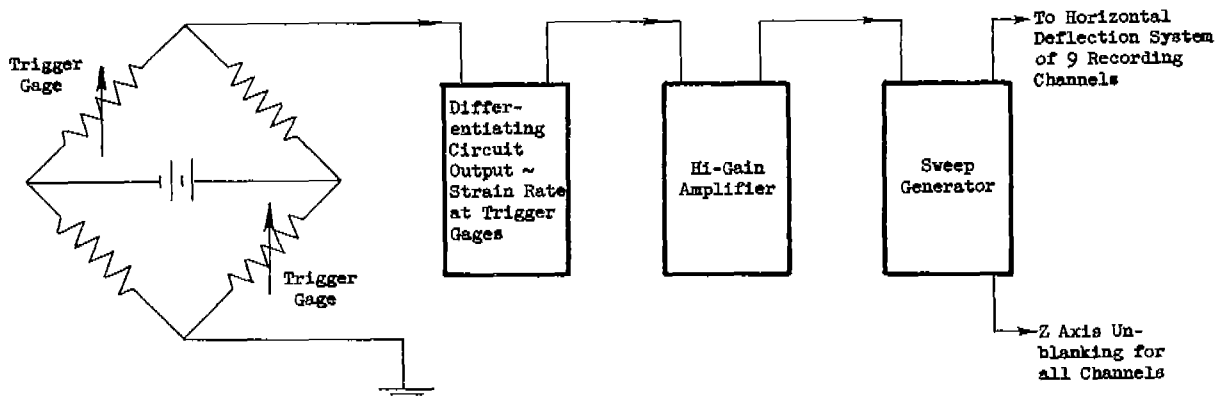 Trigger
Gage
Trigger
Gage
Differ-
entiating
Circuit
Output ~
Strain Rate
at Trigger
Gages
Hi-Gain
Amplifier
Sweep
Generator
To Horizontal
Deflection System
of 9 Recording
Channels
Z Axis Un-
blanking for
all Channels